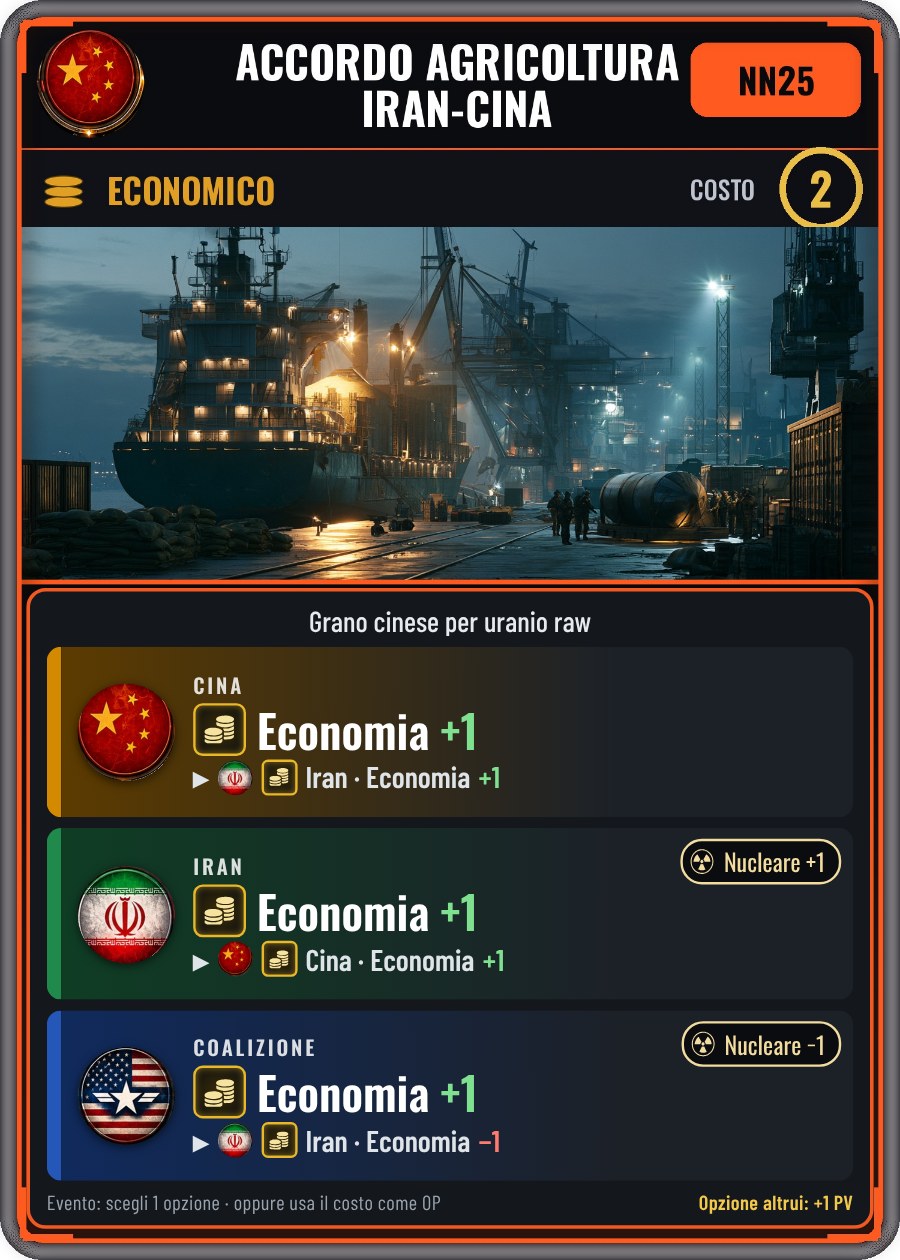 ACCORDO AGRICOLTURA
IRAN-CINA
NN25
ECONOMICO
COSTO
2
Grano cinese per uranio raw
CINA
Economia +1
▶ Iran · Economia +1
IRAN
Nucleare +1
Economia +1
▶ Cina · Economia +1
COALIZIONE
Nucleare −1
Economia +1
▶ Iran · Economia −1
Evento: scegli 1 opzione · oppure usa il costo come OP
Opzione altrui: +1 PV